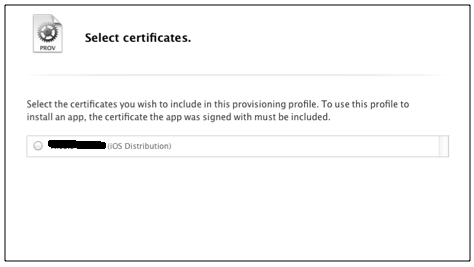 PROV
Select certificates.
Select the certificates you wish to include in this provisioning profile. To use this profile to
install an app, the certificate the app was signed with must be included.
(iOS Distribution)